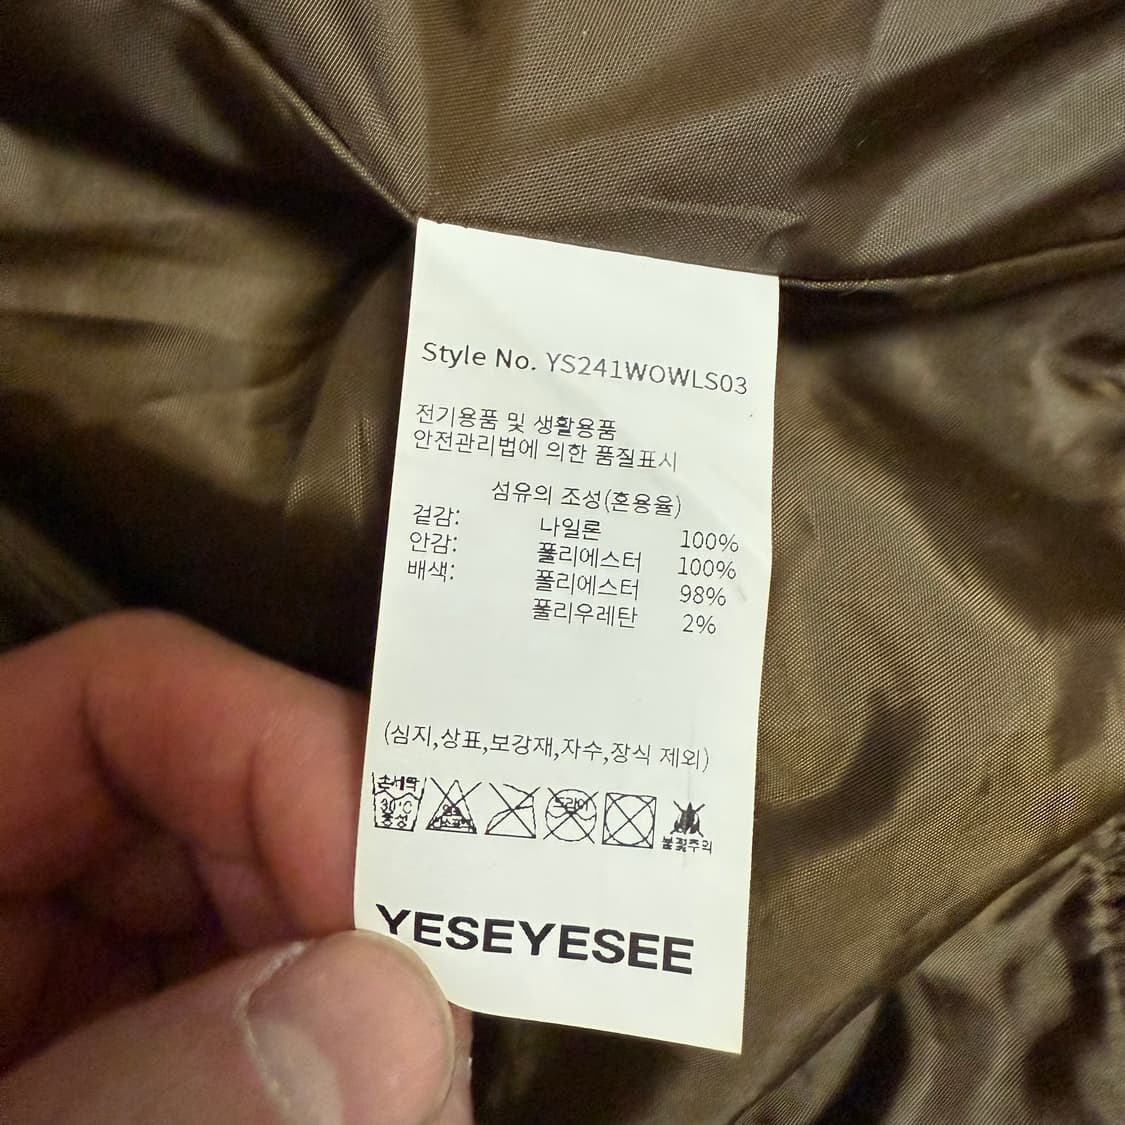 Style No. YS241WOWLS03
전기용품 및 생활용품
안전관리법에 의한 품질표시
섬유의 조성(혼용율)
겉감: 나일론 100%
안감: 폴리에스터 100%
배색: 폴리에스터 98%
폴리우레탄 2%
(심지,상표,보강재,자수,장식 제외)
손세탁 30℃ 중성 염소표백 드라이 불꽃주의
YESEYESEE